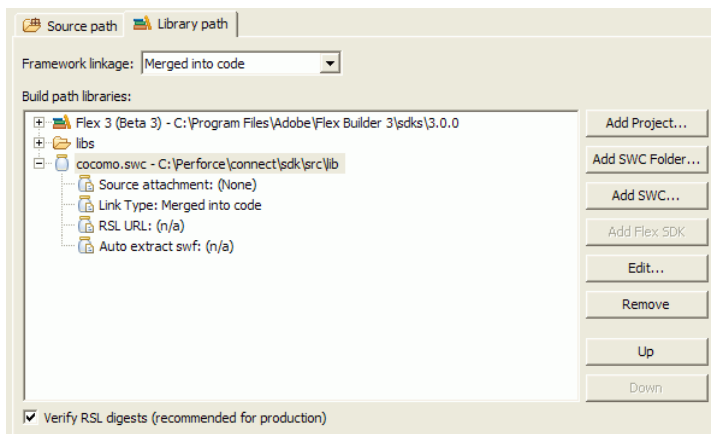 Source path
Library path
Framework linkage: Merged into code
Build path libraries:
Flex 3 (Beta 3) - C:\Program Files\Adobe\Flex Builder 3\sdks\3.0.0
libs
cocomo.swc - C:\Perforce\connect\sdk\src\lib
Source attachment: (None)
Link Type: Merged into code
RSL URL: (n/a)
Auto extract swf: (n/a)
Add Project...
Add SWC Folder...
Add SWC...
Add Flex SDK
Edit...
Remove
Up
Down
Verify RSL digests (recommended for production)